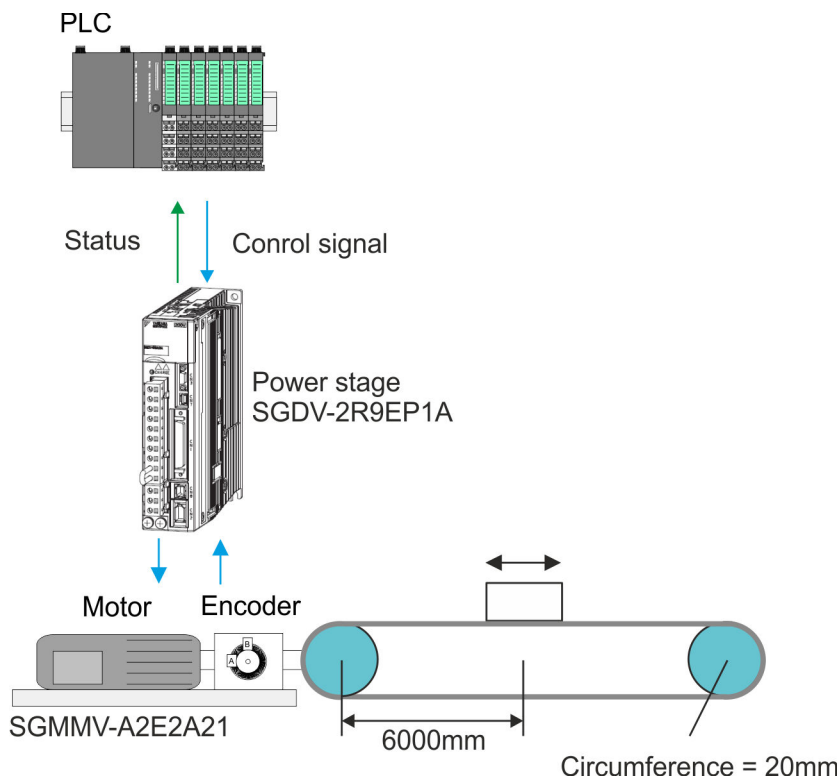 PLC
Status
Conrol signal
Power stage
SGDV-2R9EP1A
Motor
Encoder
B
A
SGMMV-A2E2A21
6000mm
Circumference = 20mm